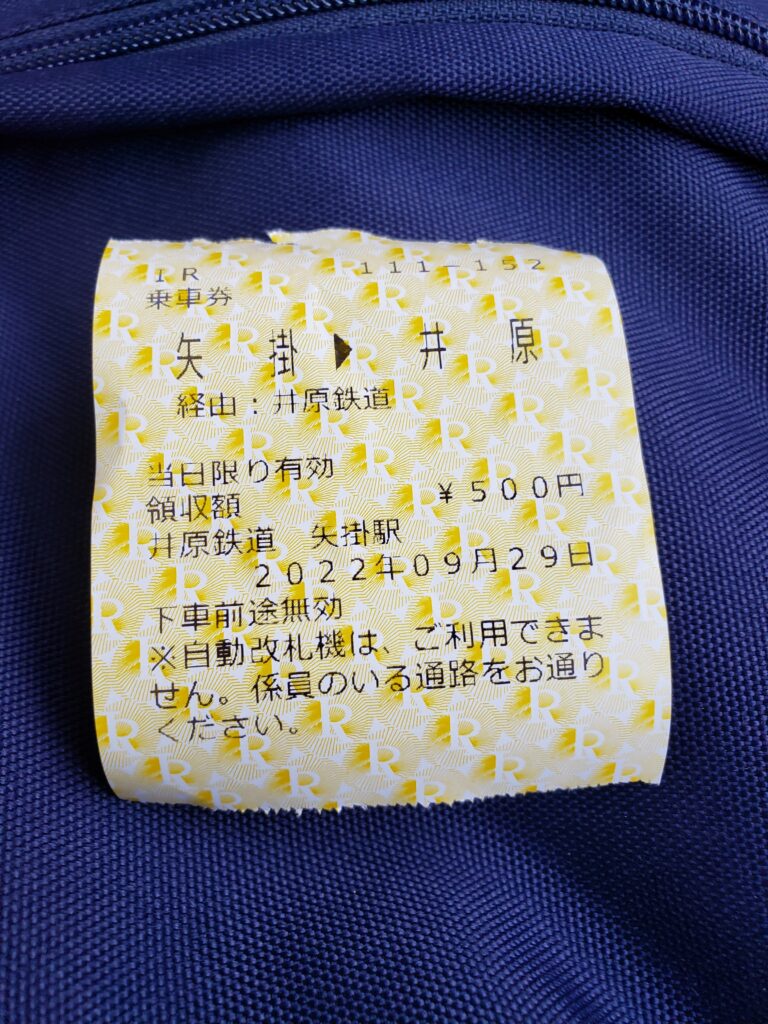 IR 111-152
乗車券
矢掛▶井原
経由：井原鉄道
当日限り有効
領収額 ￥500円
井原鉄道 矢掛駅
2022年09月29日
下車前途無効
※自動改札機は、ご利用できま
せん。係員のいる通路をお通り
ください。